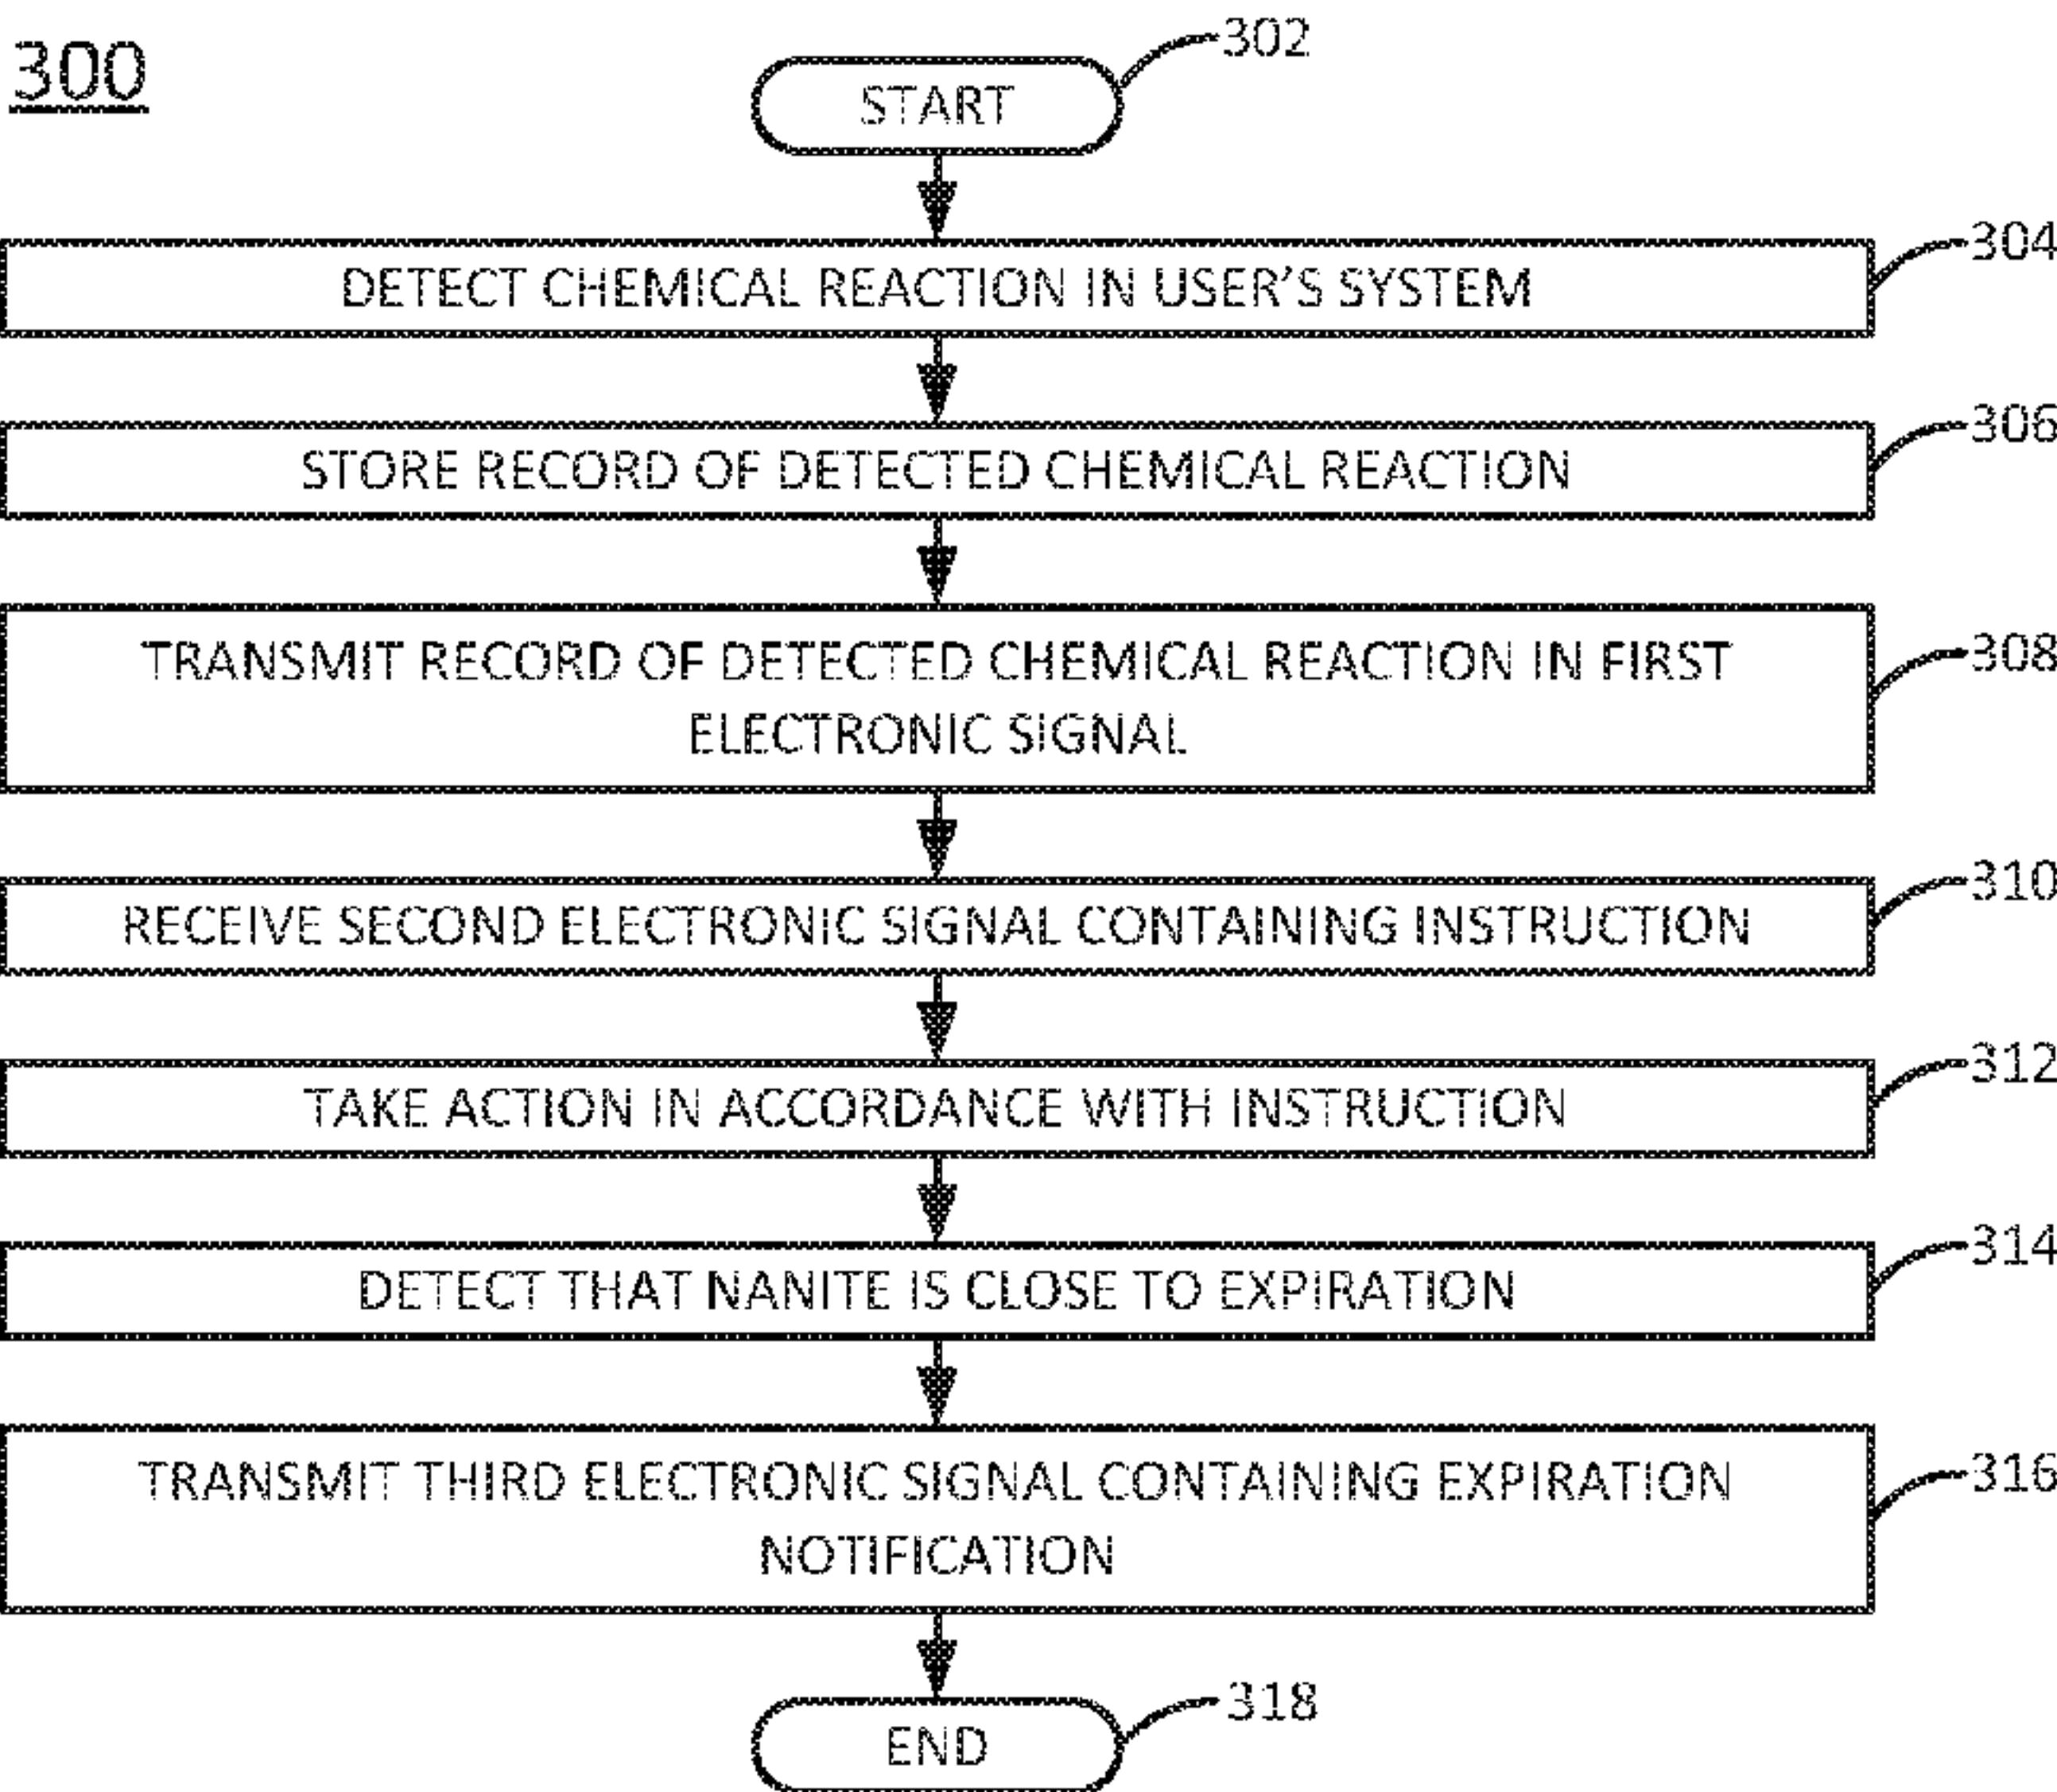 300
START
302
DETECT CHEMICAL REACTION IN USER'S SYSTEM
304
STORE RECORD OF DETECTED CHEMICAL REACTION
306
TRANSMIT RECORD OF DETECTED CHEMICAL REACTION IN FIRST
ELECTRONIC SIGNAL
308
RECEIVE SECOND ELECTRONIC SIGNAL CONTAINING INSTRUCTION
310
TAKE ACTION IN ACCORDANCE WITH INSTRUCTION
312
DETECT THAT NANITE IS CLOSE TO EXPIRATION
314
TRANSMIT THIRD ELECTRONIC SIGNAL CONTAINING EXPIRATION
NOTIFICATION
316
END
318